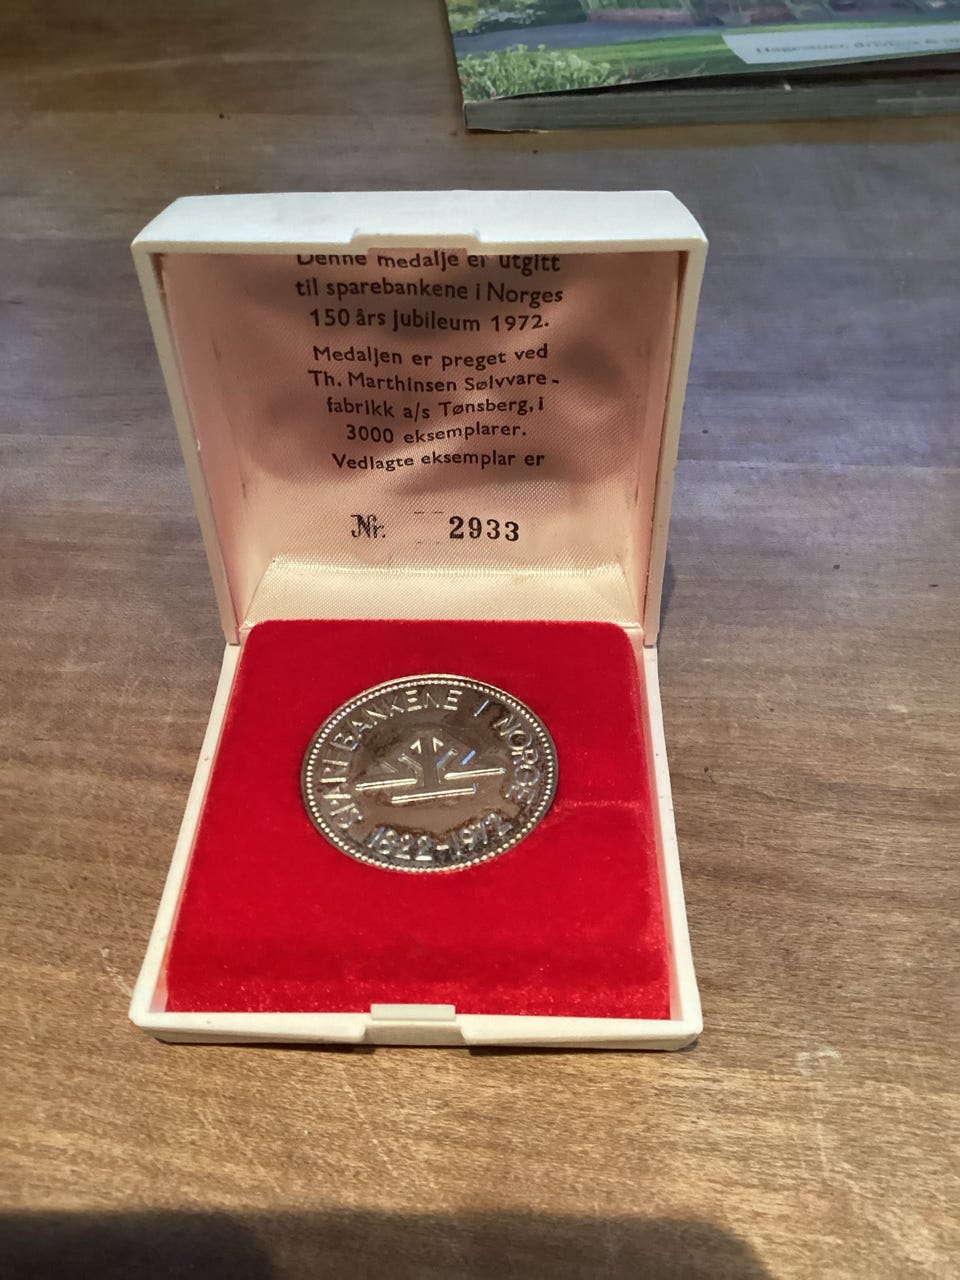 Denne medalje er utgitt
til sparebankene i Norges
150 års jubileum 1972.
Medaljen er preget ved
Th. Marthinsen Sølvvare-
fabrikk a/s Tønsberg, i
3000 eksemplarer.
Vedlagte eksemplar er
Nr. 2933
SPAREBANKENE I NORGE
1822-1972